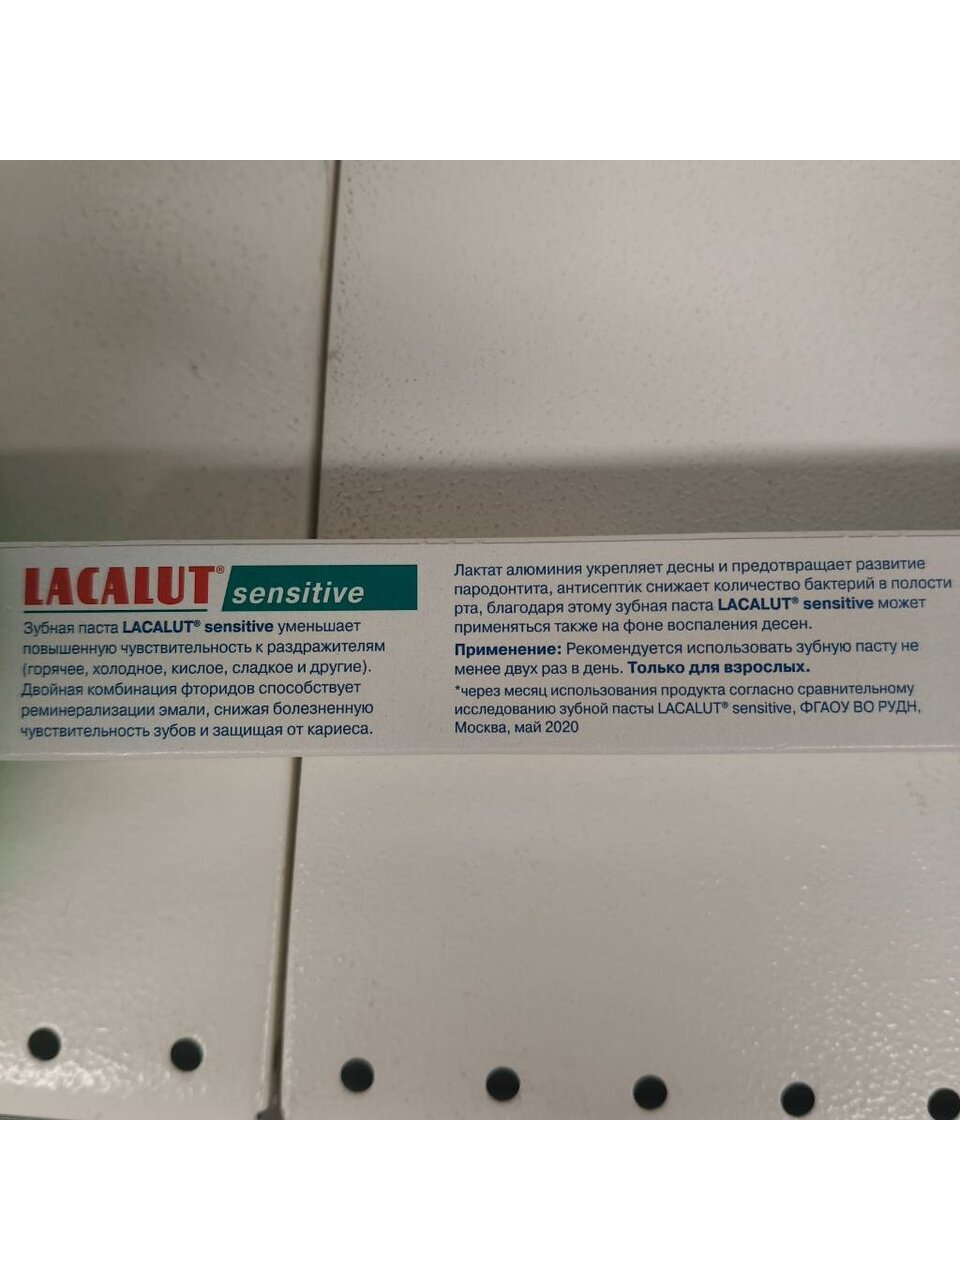 LACALUT® sensitive
Зубная паста LACALUT® sensitive уменьшает
повышенную чувствительность к раздражителям
(горячее, холодное, кислое, сладкое и другие).
Двойная комбинация фторидов способствует
реминерализации эмали, снижая болезненную
чувствительность зубов и защищая от кариеса.
Лактат алюминия укрепляет десны и предотвращает развитие
пародонтита, антисептик снижает количество бактерий в полости
рта, благодаря этому зубная паста LACALUT® sensitive может
применяться также на фоне воспаления десен.
Применение: Рекомендуется использовать зубную пасту не
менее двух раз в день. Только для взрослых.
*через месяц использования продукта согласно сравнительному
исследованию зубной пасты LACALUT® sensitive, ФГАОУ ВО РУДН,
Москва, май 2020